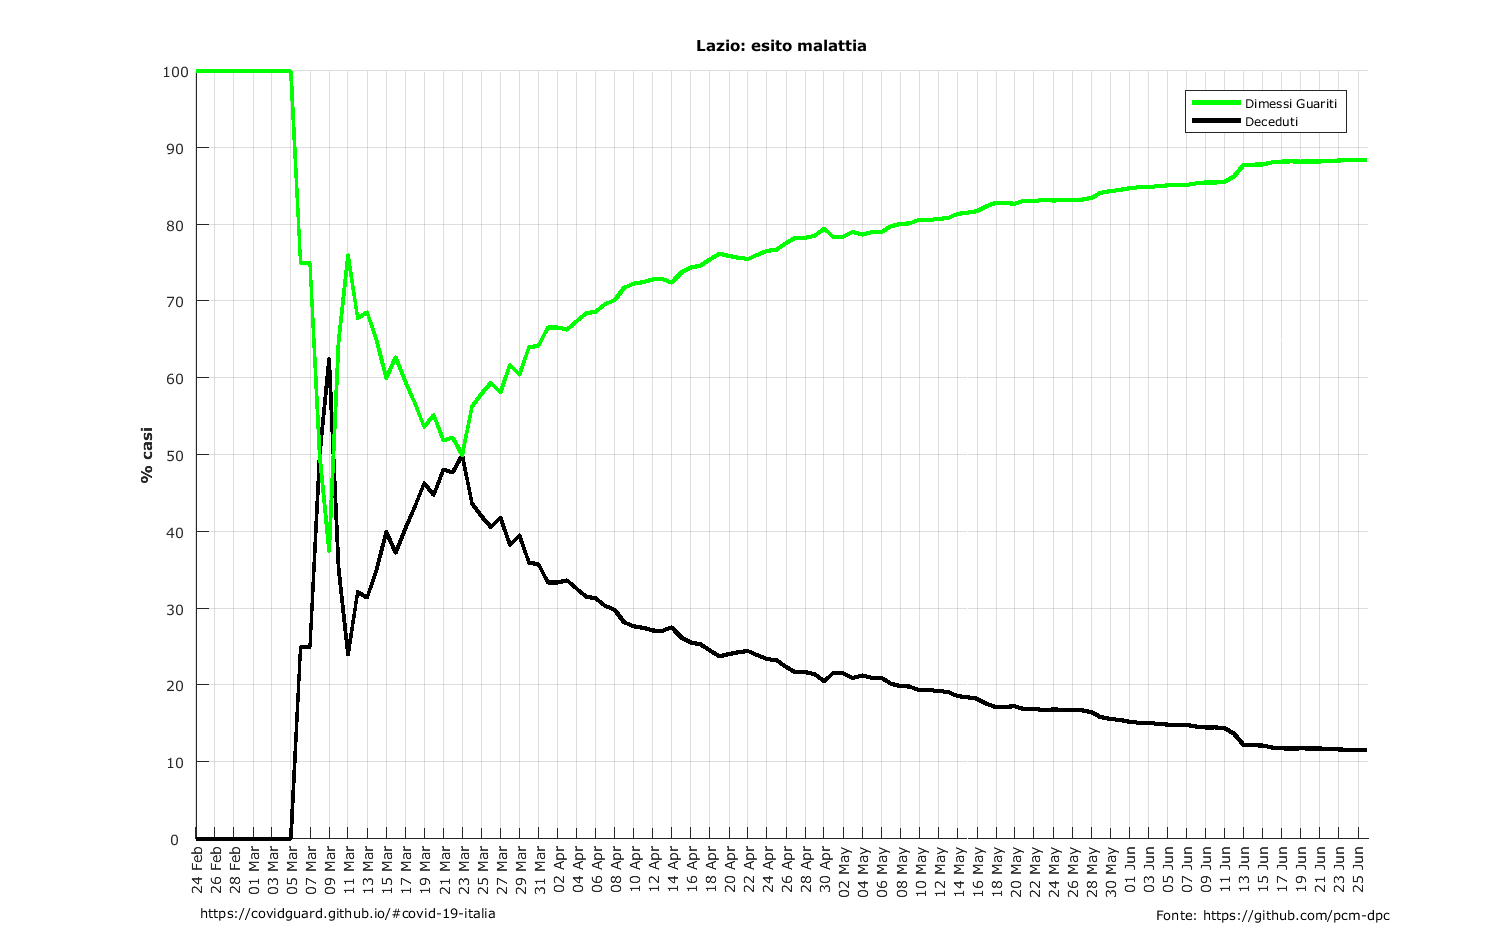 Lazio: esito malattia
Dimessi Guariti
Deceduti
% casi
100
90
80
70
60
50
40
30
20
10
0
24 Feb
26 Feb
28 Feb
01 Mar
03 Mar
05 Mar
07 Mar
09 Mar
11 Mar
13 Mar
15 Mar
17 Mar
19 Mar
21 Mar
23 Mar
25 Mar
27 Mar
29 Mar
31 Mar
02 Apr
04 Apr
06 Apr
08 Apr
10 Apr
12 Apr
14 Apr
16 Apr
18 Apr
20 Apr
22 Apr
24 Apr
26 Apr
28 Apr
30 Apr
02 May
04 May
06 May
08 May
10 May
12 May
14 May
16 May
18 May
20 May
22 May
24 May
26 May
28 May
30 May
01 Jun
03 Jun
05 Jun
07 Jun
09 Jun
11 Jun
13 Jun
15 Jun
17 Jun
19 Jun
21 Jun
23 Jun
25 Jun
https://covidguard.github.io/#covid-19-italia
Fonte: https://github.com/pcm-dpc